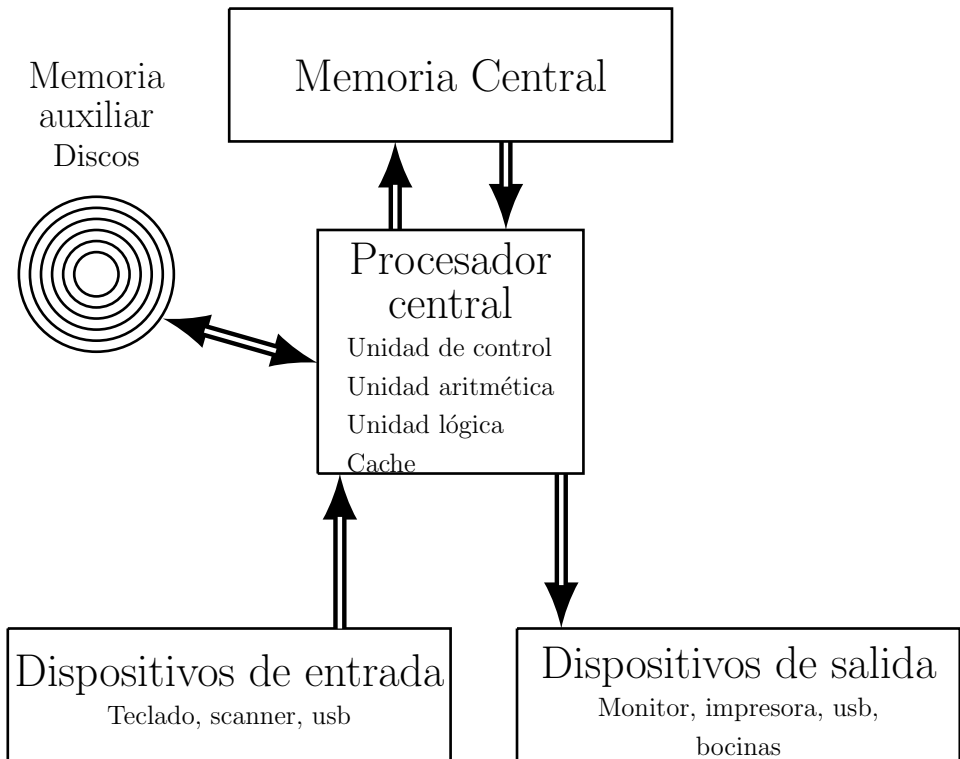 Memoria Central
Memoria
auxiliar
Discos
Procesador
central
Unidad de control
Unidad aritmética
Unidad lógica
Cache
Dispositivos de entrada
Teclado, scanner, usb
Dispositivos de salida
Monitor, impresora, usb,
bocinas